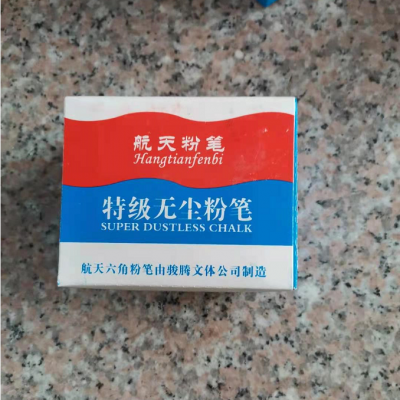 航天粉笔
Hangtianfenbi
特级无尘粉笔
SUPER DUSTLESS CHALK
航天六角粉笔由骏腾文体公司制造